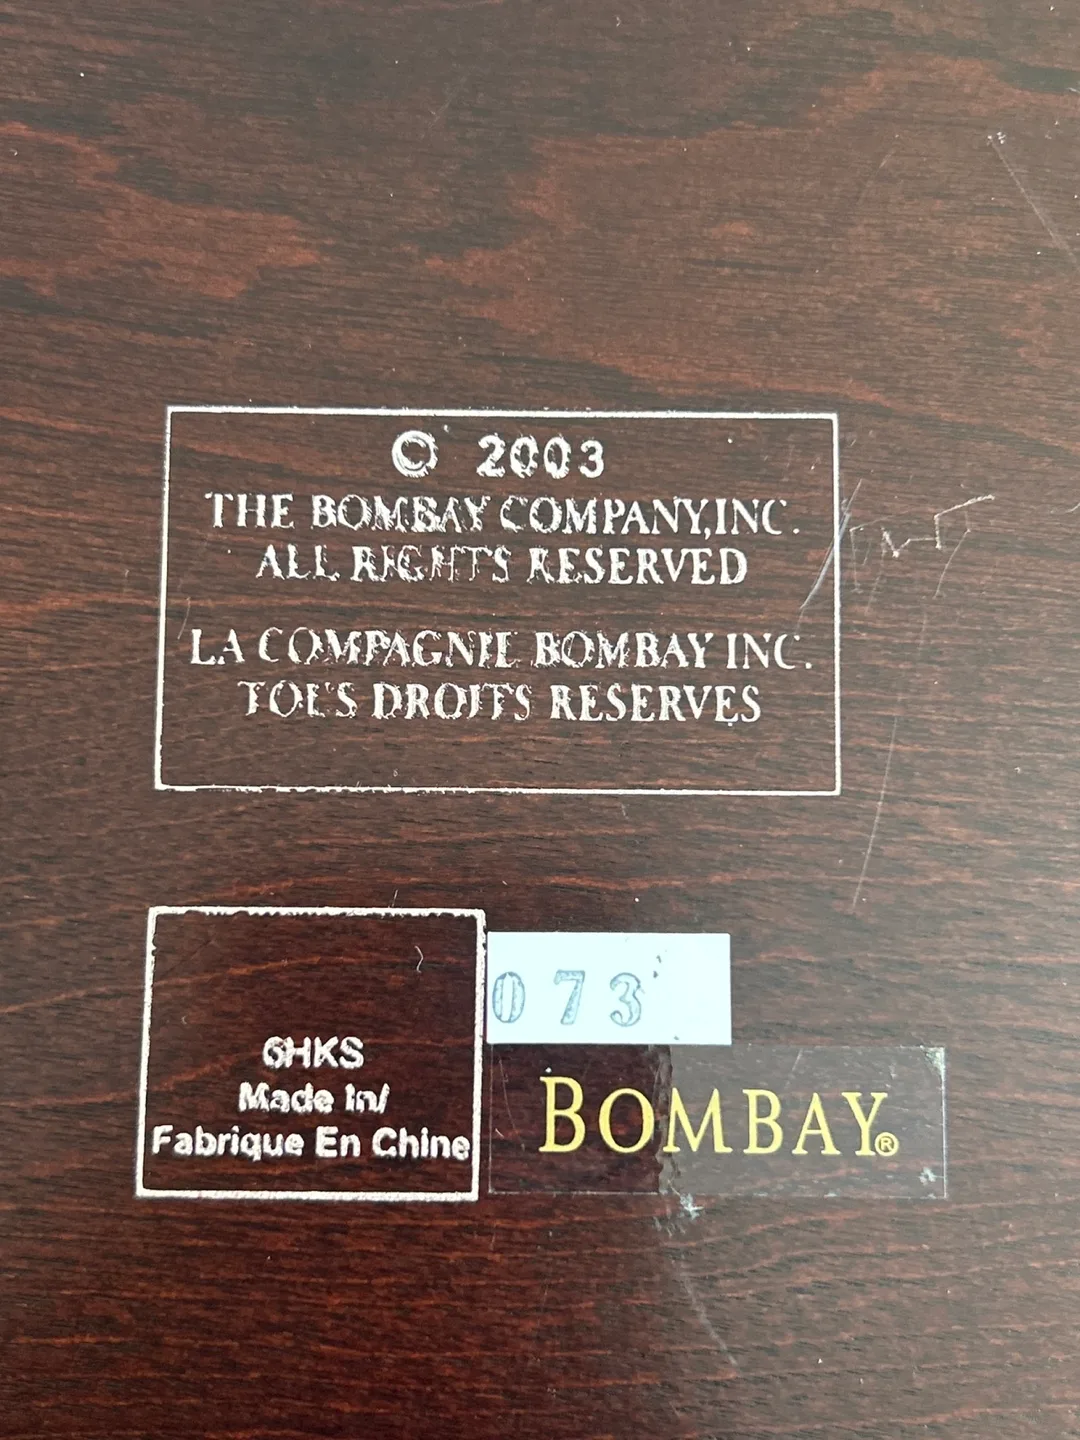 © 2003
THE BOMBAY COMPANY,INC.
ALL RIGHTS RESERVED
LA COMPAGNIE BOMBAY INC.
TOUS DROITS RESERVES
6HKS
Made In/
Fabrique En Chine
073
BOMBAY®